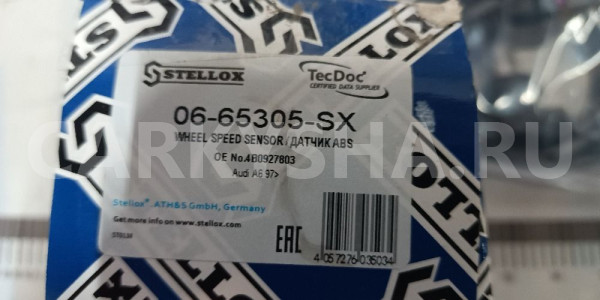 STELLOX
TecDoc
CERTIFIED DATA SUPPLIER
06-65305-SX
WHEEL SPEED SENSOR / ДАТЧИК ABS
OE No.4B0927803
Audi A6 97>
Stellox® ATH&S GmbH, Germany
Get more info on www.stellox.com
EAC
4 057276 035034
CARKUSHA.RU